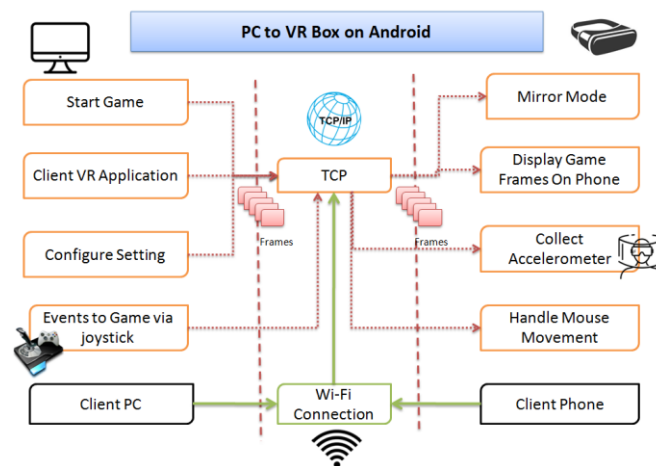 PC to VR Box on Android
Start Game
Client VR Application
Configure Setting
Events to Game via
joystick
Client PC
TCP/IP
TCP
Frames
Frames
Wi-Fi
Connection
Mirror Mode
Display Game
Frames On Phone
Collect
Accelerometer
Handle Mouse
Movement
Client Phone